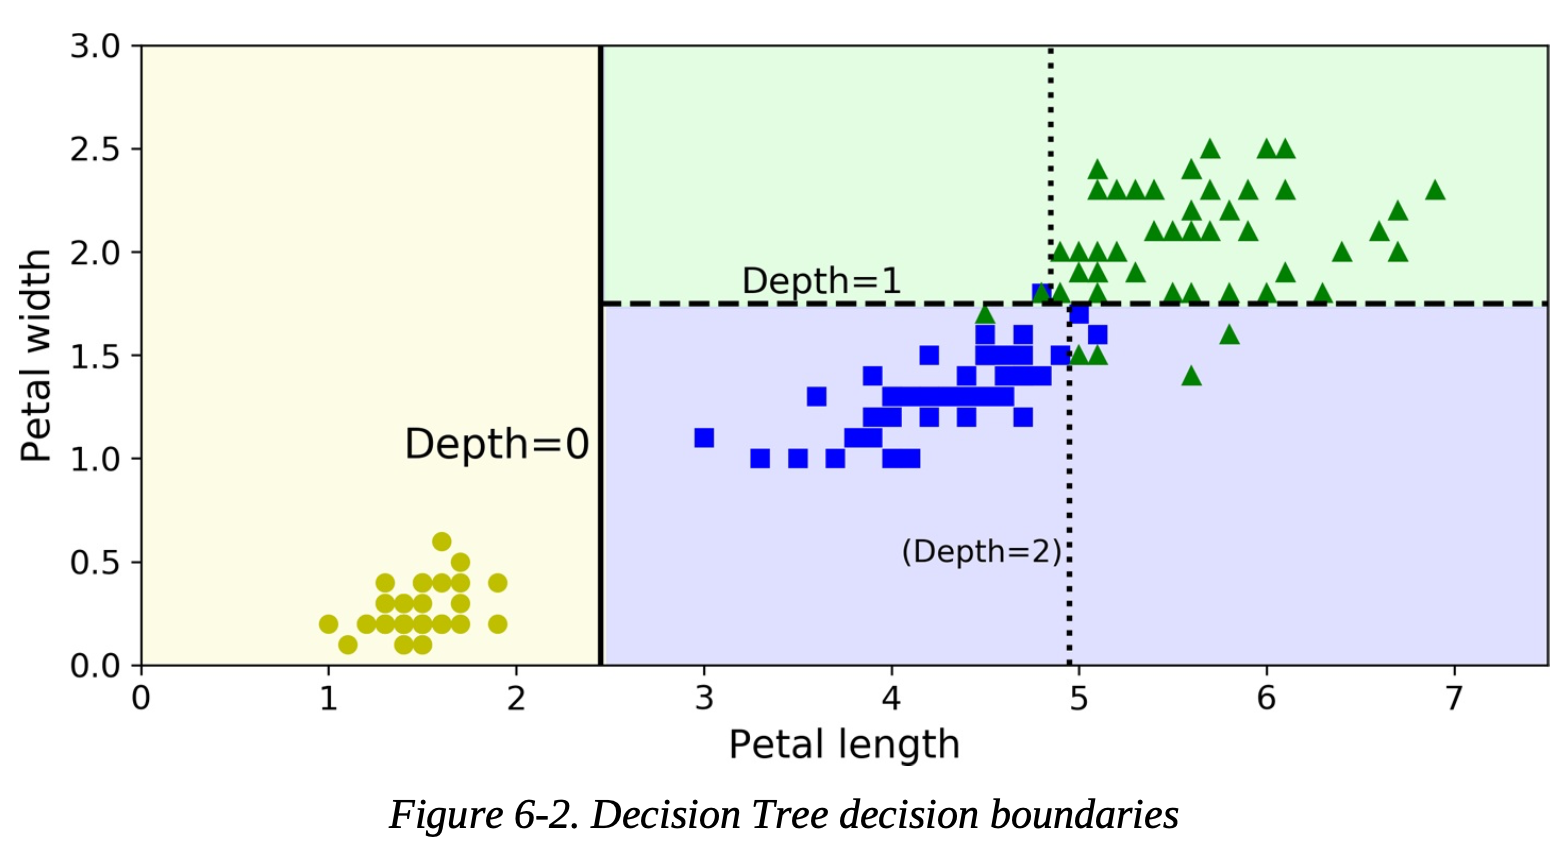 3.0
2.5
2.0
1.5
1.0
0.5
0.0
Petal width
Depth=1
Depth=0
(Depth=2)
0 1 2 3 4 5 6 7
Petal length
Figure 6-2. Decision Tree decision boundaries